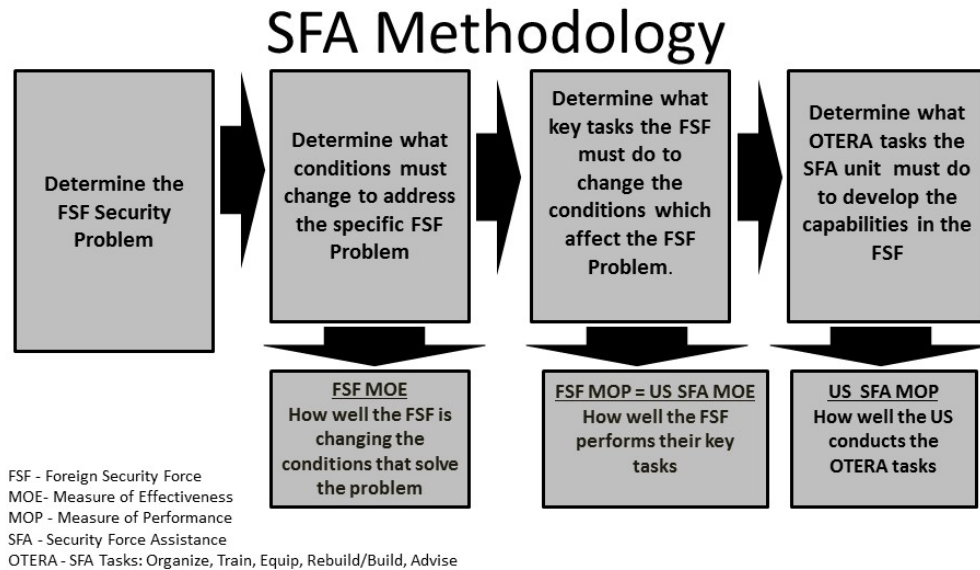 SFA Methodology
Determine the
FSF Security
Problem
Determine what
conditions must
change to address
the specific FSF
Problem
Determine what
key tasks the FSF
must do to
change the
conditions which
affect the FSF
Problem.
Determine what
OTERA tasks the
SFA unit must do
to develop the
capabilities in the
FSF
FSF MOE
How well the FSF is
changing the
conditions that solve
the problem
FSF MOP = US SFA MOE
How well the FSF
performs their key
tasks
US SFA MOP
How well the US
conducts the
OTERA tasks
FSF - Foreign Security Force
MOE- Measure of Effectiveness
MOP - Measure of Performance
SFA - Security Force Assistance
OTERA - SFA Tasks: Organize, Train, Equip, Rebuild/Build, Advise